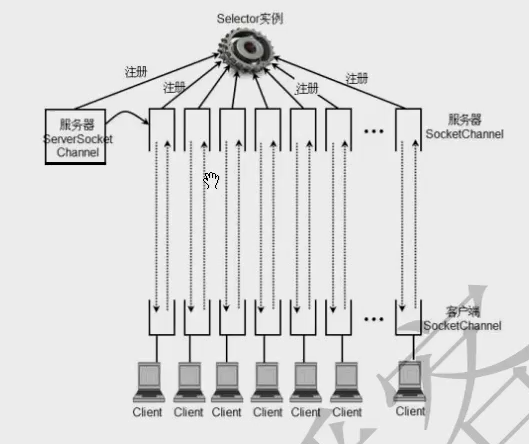 Selector实例
注册
注册
注册
注册
服务器
ServerSocket
Channel
服务器
SocketChannel
•••
•••
客户端
SocketChannel
Client
Client
Client
Client
Client
Client
Client